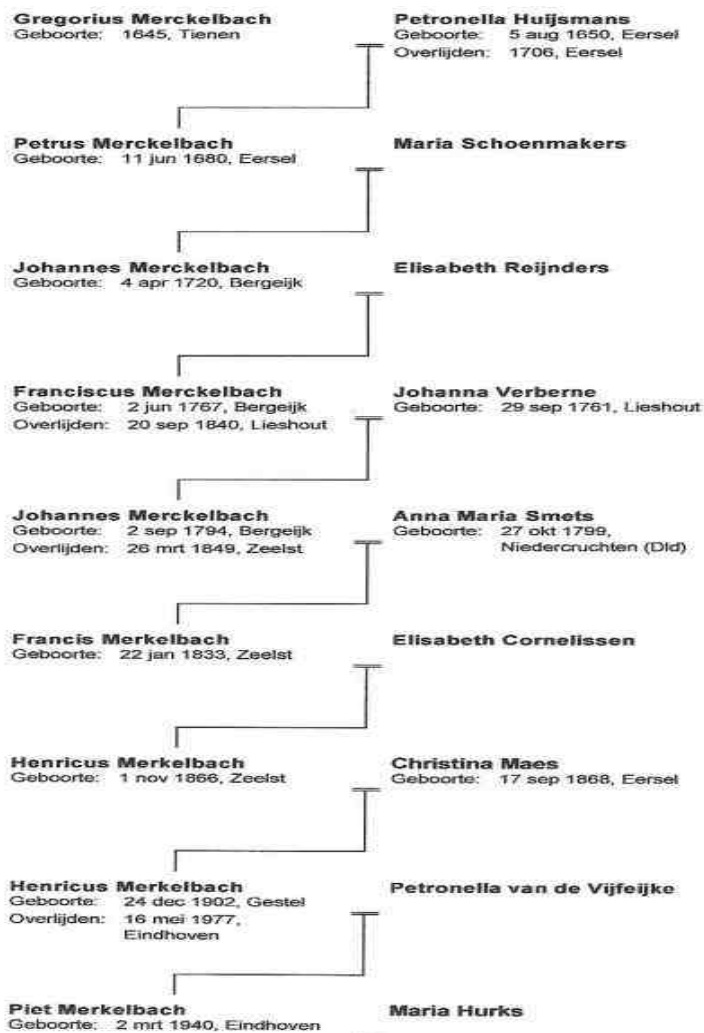 Gregorius Merckelbach
Geboorte: 1645, Tienen
Petronella Huijsmans
Geboorte: 5 aug 1650, Eersel
Overlijden: 1706, Eersel
Petrus Merckelbach
Geboorte: 11 jun 1680, Eersel
Maria Schoenmakers
Johannes Merckelbach
Geboorte: 4 apr 1720, Bergeijk
Elisabeth Reijnders
Franciscus Merckelbach
Geboorte: 2 jun 1767, Bergeijk
Overlijden: 20 sep 1840, Lieshout
Johanna Verberne
Geboorte: 29 sep 1761, Lieshout
Johannes Merckelbach
Geboorte: 2 sep 1794, Bergeijk
Overlijden: 26 mrt 1849, Zeelst
Anna Maria Smets
Geboorte: 27 okt 1799,
Niedercruchten (Dld)
Francis Merkelbach
Geboorte: 22 jan 1833, Zeelst
Elisabeth Cornelissen
Henricus Merkelbach
Geboorte: 1 nov 1866, Zeelst
Christina Maes
Geboorte: 17 sep 1868, Eersel
Henricus Merkelbach
Geboorte: 24 dec 1902, Gestel
Overlijden: 16 mei 1977,
Eindhoven
Petronella van de Vijfeijke
Piet Merkelbach
Geboorte: 2 mrt 1940, Eindhoven
Maria Hurks